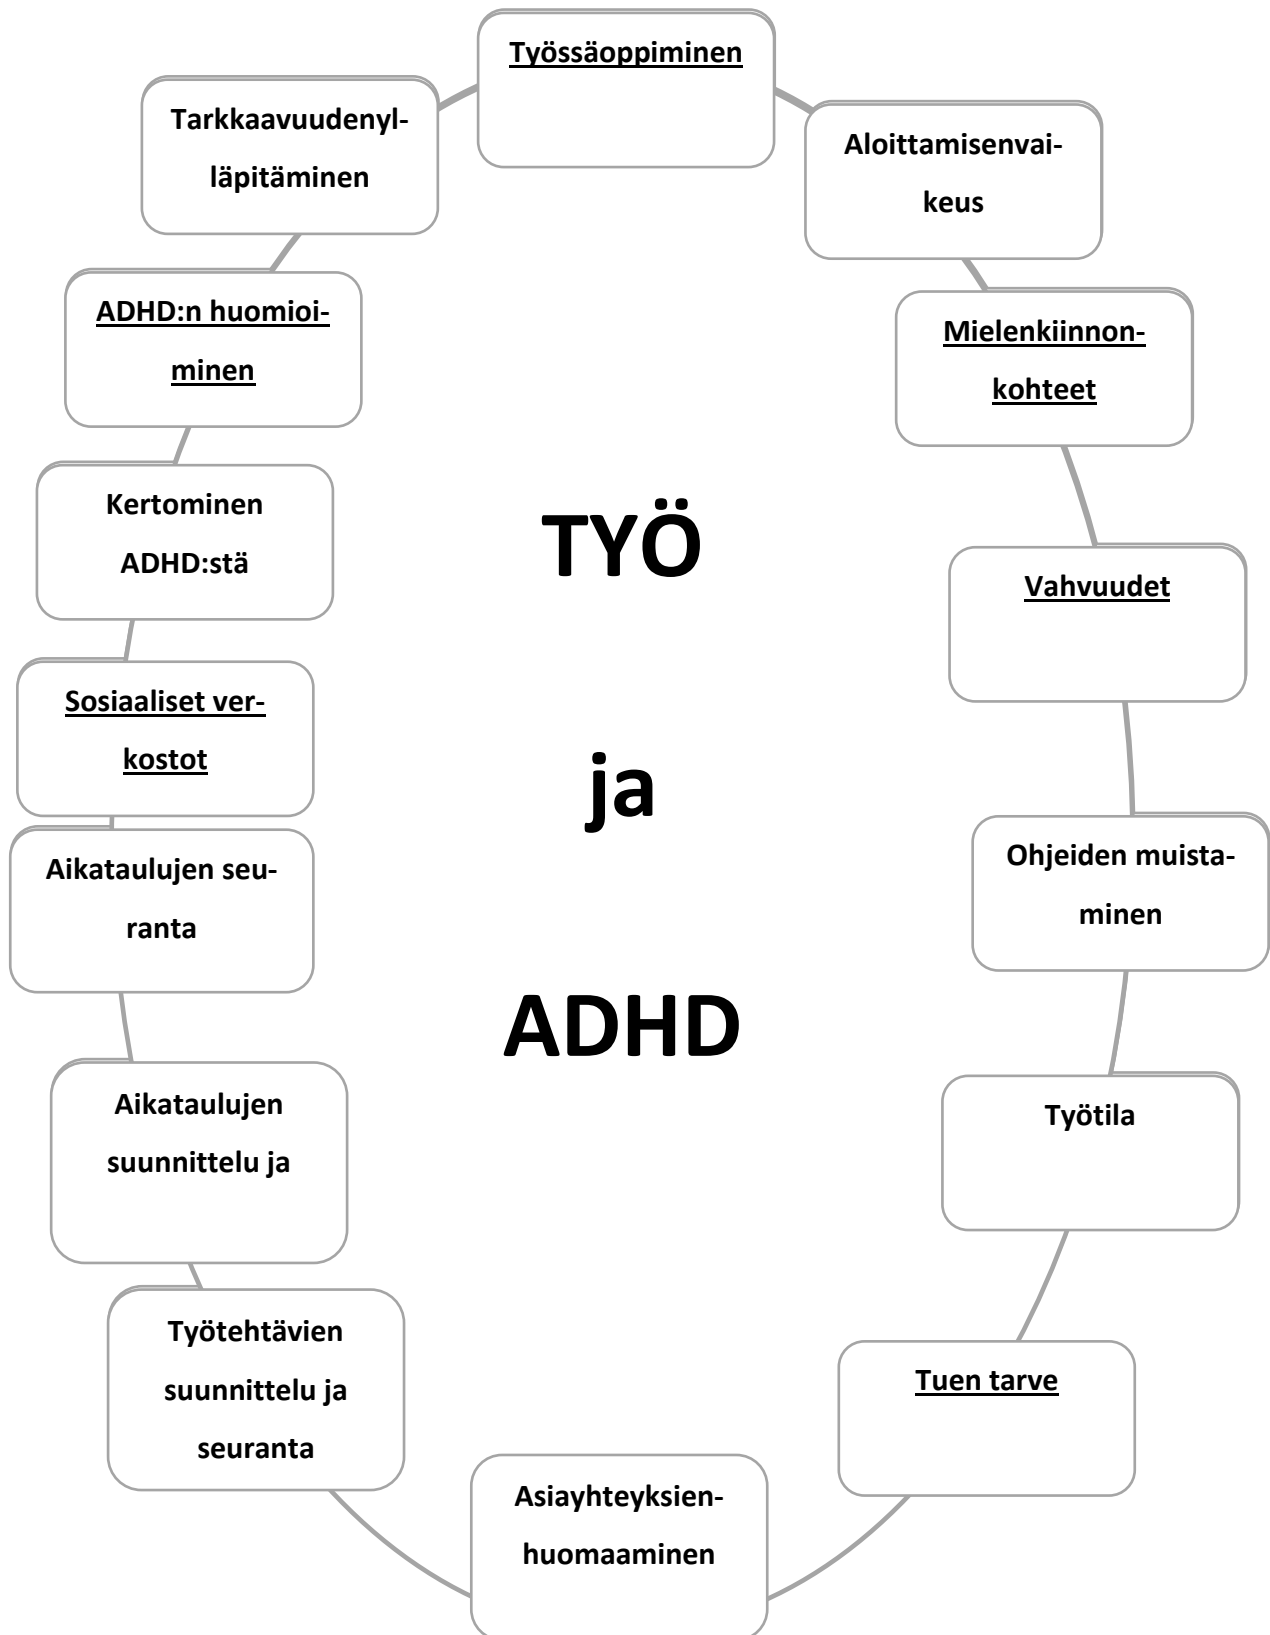 Työssäoppiminen
Aloittamisenvai-
keus
Mielenkiinnon-
kohteet
Vahvuudet
Ohjeiden muista-
minen
Työtila
Tuen tarve
Asiayhteyksien-
huomaaminen
Työtehtävien
suunnittelu ja
seuranta
Aikataulujen
suunnittelu ja
Aikataulujen seu-
ranta
Sosiaaliset ver-
kostot
Kertominen
ADHD:stä
ADHD:n huomioi-
minen
Tarkkaavuudenyl-
läpitäminen
TYÖ
ja
ADHD